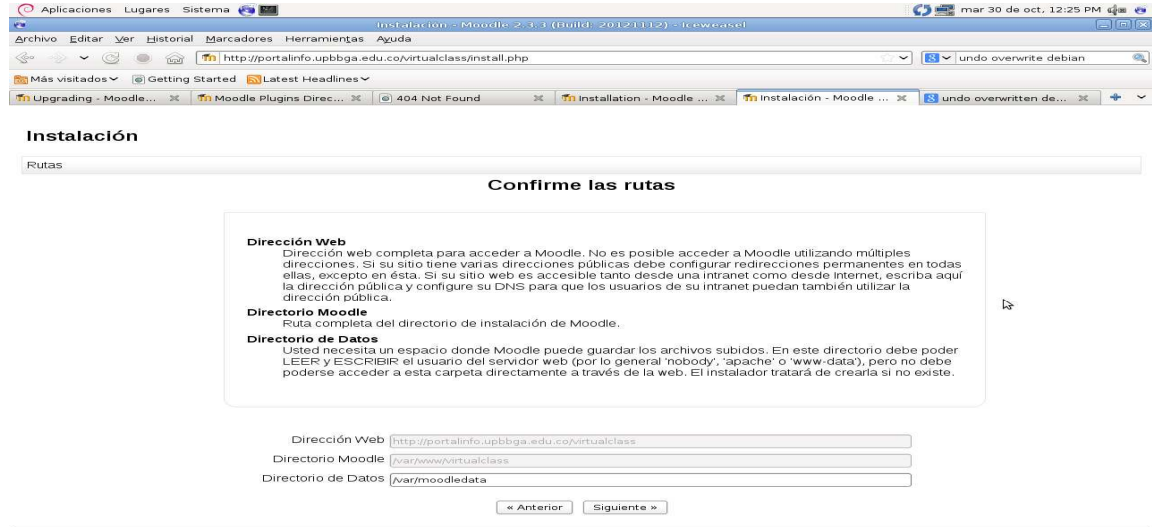 Aplicaciones Lugares Sistema mar 30 de oct, 12:25 PM
Instalación - Moodle 2.3.3 (Build: 20121112) - Iceweasel
Archivo Editar Ver Historial Marcadores Herramientas Ayuda
http://portalinfo.upbbga.edu.co/virtualclass/install.php undo overwrite debian
Más visitados Getting Started Latest Headlines
Upgrading - Moodle... Moodle Plugins Direc... 404 Not Found Installation - Moodle ... Instalación - Moodle ... undo overwritten de...
Instalación
Rutas
Confirme las rutas
Dirección Web
Dirección web completa para acceder a Moodle. No es posible acceder a Moodle utilizando múltiples
direcciones. Si su sitio tiene varias direcciones públicas debe configurar redirecciones permanentes en todas
ellas, excepto en ésta. Si su sitio web es accesible tanto desde una intranet como desde Internet, escriba aquí
la dirección pública y configure su DNS para que los usuarios de su intranet puedan también utilizar la
dirección pública.
Directorio Moodle
Ruta completa del directorio de instalación de Moodle.
Directorio de Datos
Usted necesita un espacio donde Moodle puede guardar los archivos subidos. En este directorio debe poder
LEER y ESCRIBIR el usuario del servidor web (por lo general 'nobody', 'apache' o 'www-data'), pero no debe
poderse acceder a esta carpeta directamente a través de la web. El instalador tratará de crearla si no existe.
Dirección Web http://portalinfo.upbbga.edu.co/virtualclass
Directorio Moodle /var/www/virtualclass
Directorio de Datos /var/moodledata
« Anterior Siguiente »